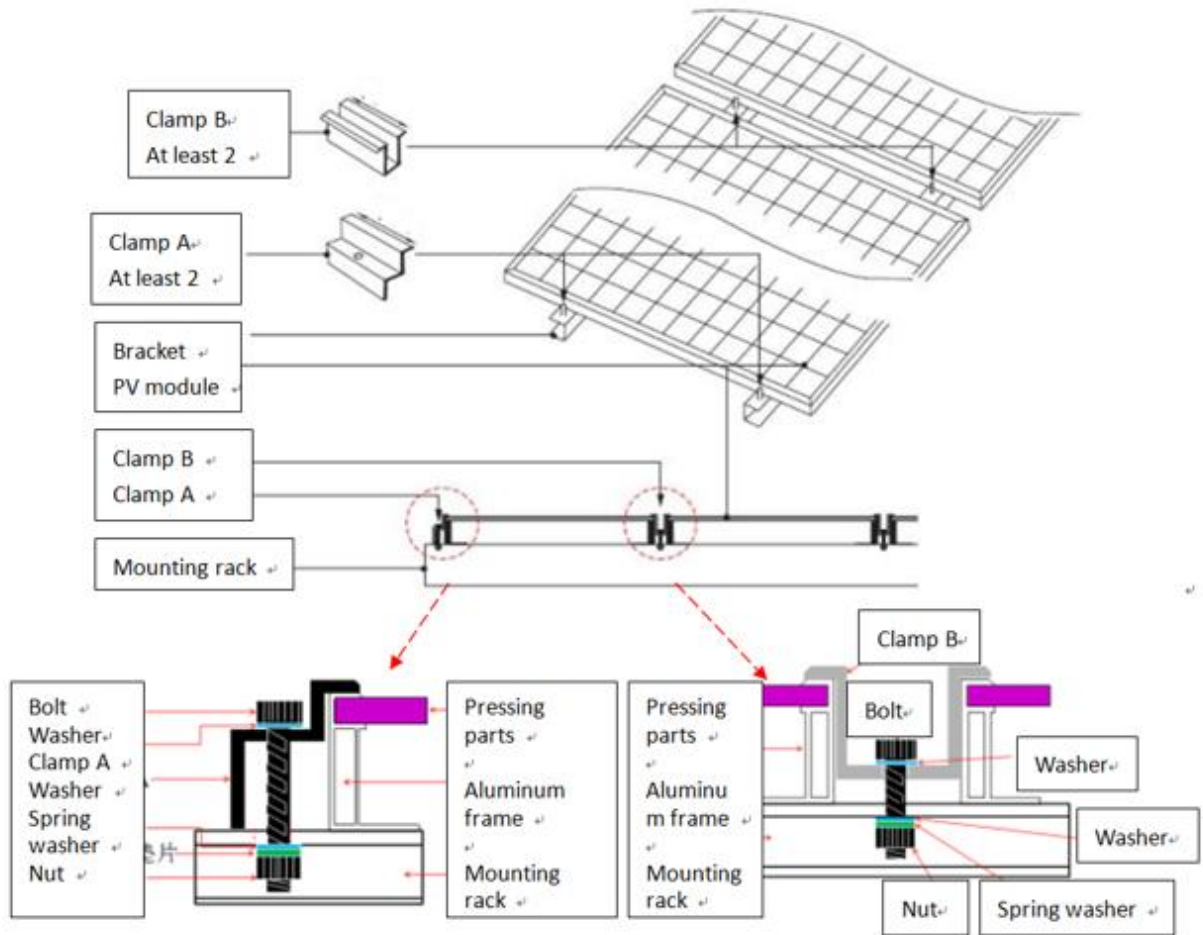 Clamp B
At least 2
Clamp A
At least 2
Bracket
PV module
Clamp B
Clamp A
Mounting rack
Bolt
Washer
Clamp A
Washer
Spring
washer
Nut
片
Pressing
parts
Aluminum
frame
Mounting
rack
Pressing
parts
Aluminu
m frame
Mounting
rack
Clamp B
Bolt
Washer
Washer
Nut
Spring washer